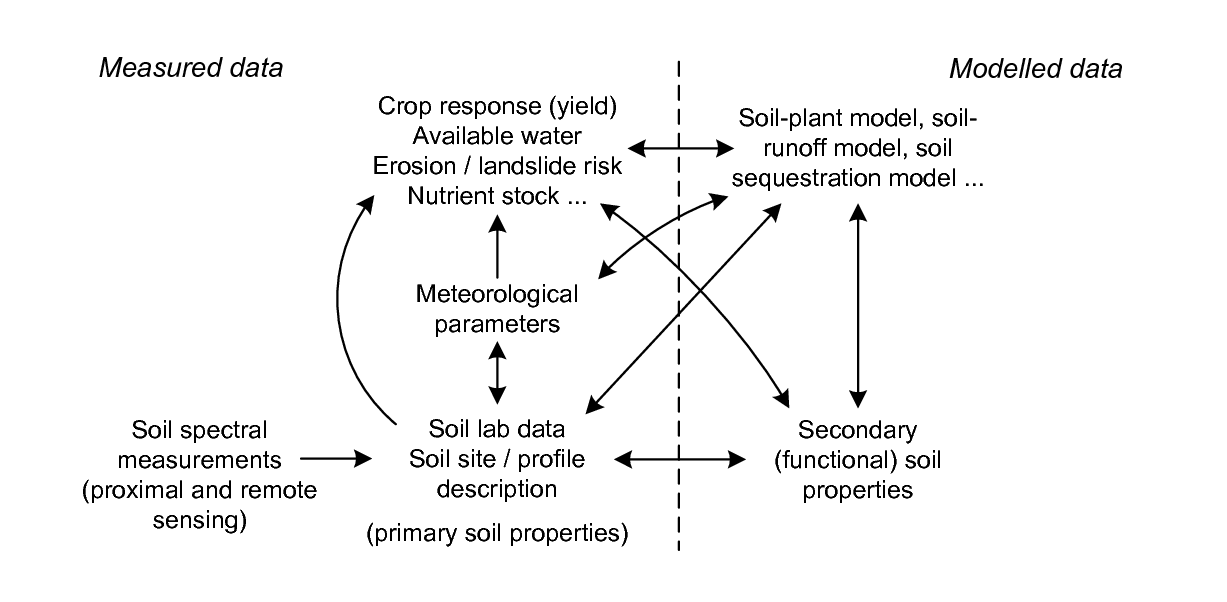 Measured data
Modelled data
Crop response (yield)
Available water
Erosion / landslide risk
Nutrient stock ...
Soil-plant model, soil-
runoff model, soil
sequestration model ...
Meteorological
parameters
Soil spectral
measurements
(proximal and remote
sensing)
Soil lab data
Soil site / profile
description
(primary soil properties)
Secondary
(functional) soil
properties